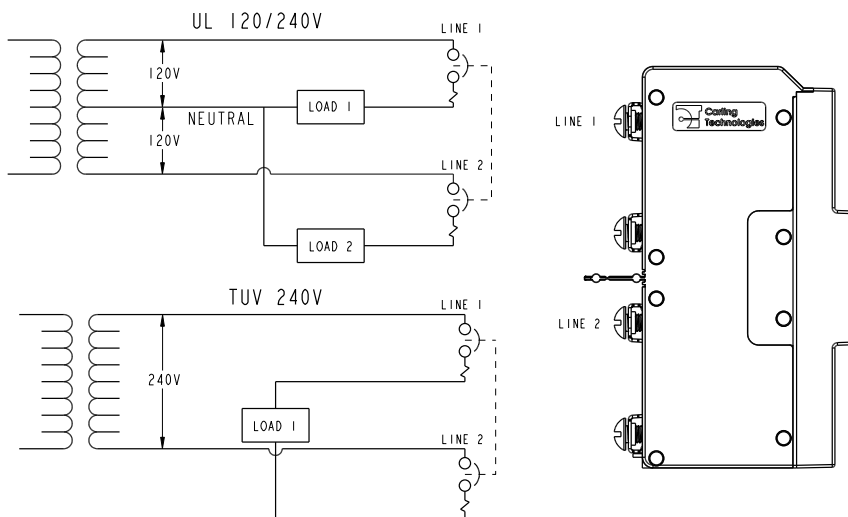 UL 120/240V
LINE 1
120V
LOAD 1
NEUTRAL
120V
LINE 2
LOAD 2
TUV 240V
LINE 1
240V
LOAD 1
LINE 2
Carling
Technologies
LINE 1
LINE 2